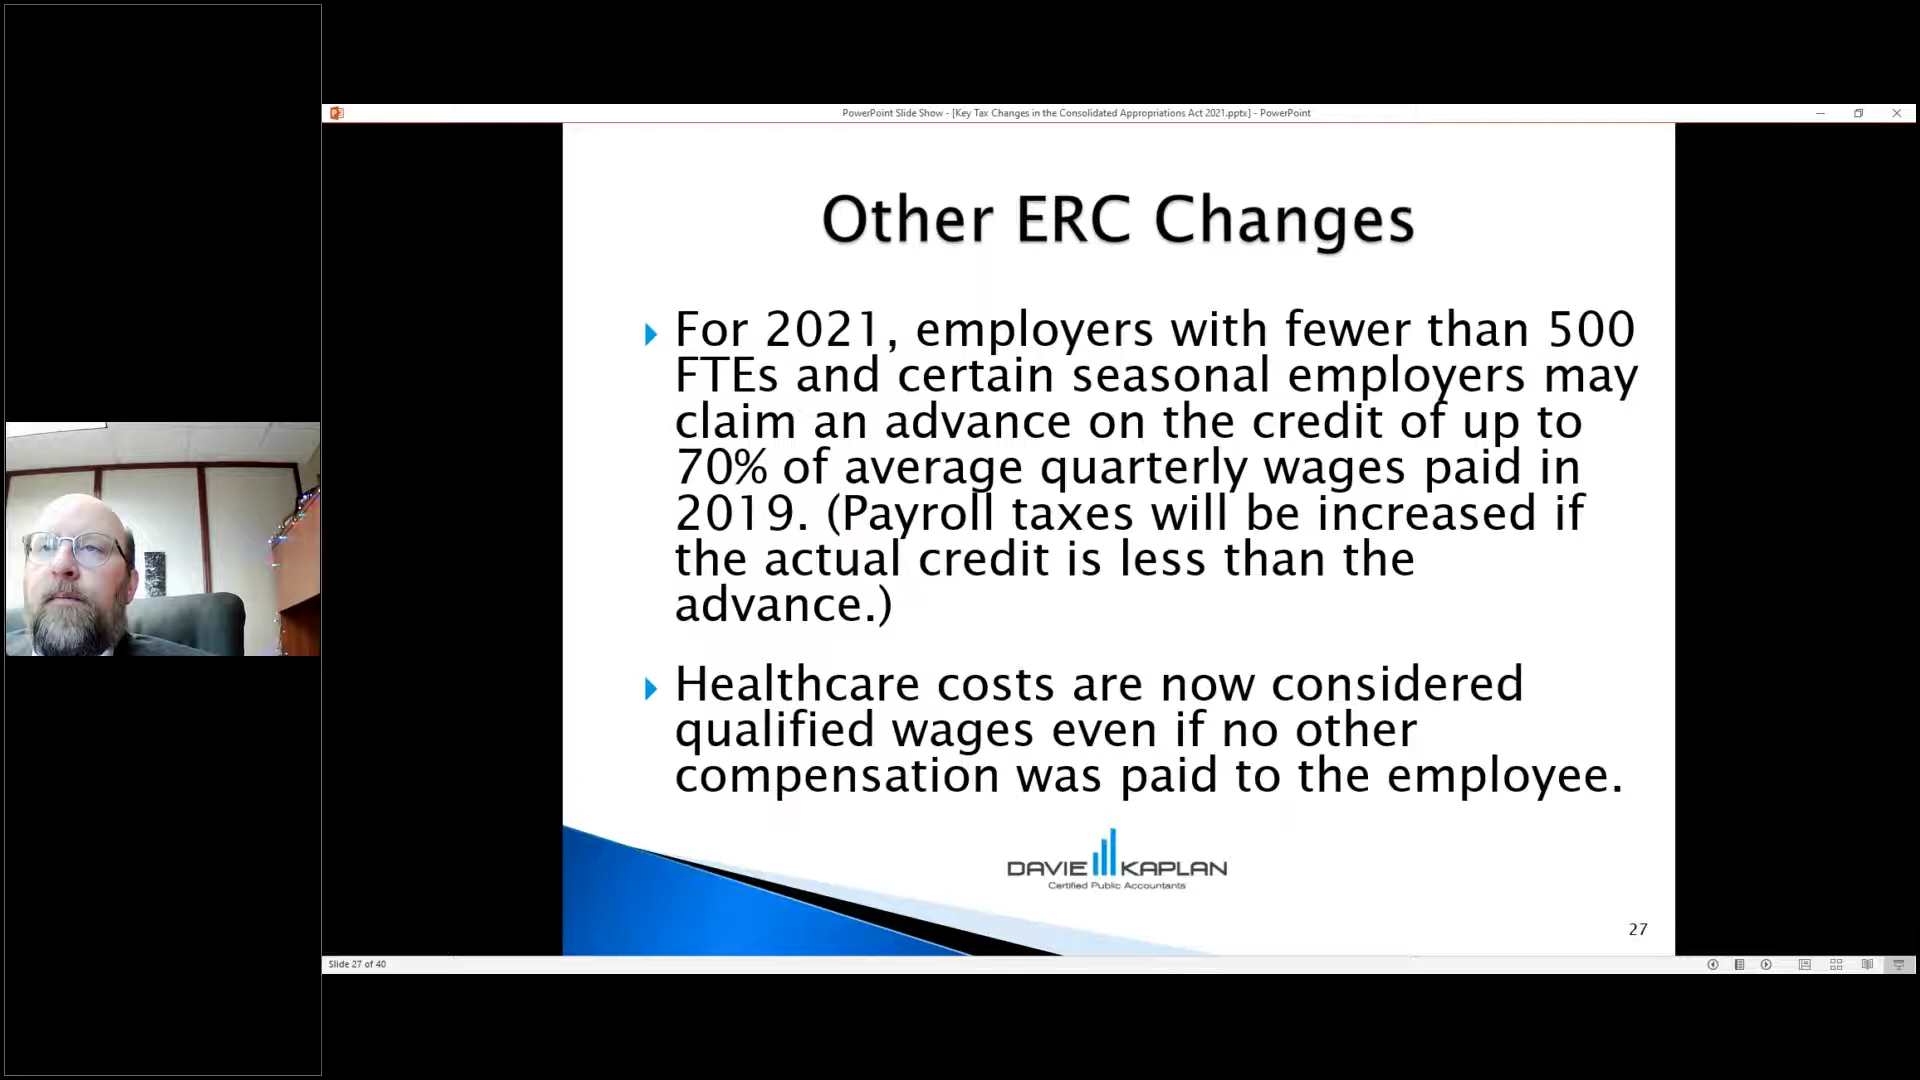 PowerPoint Slide Show - [Key Tax Changes in the Consolidated Appropriations Act 2021.pptx] - PowerPoint
Other ERC Changes
For 2021, employers with fewer than 500
FTEs and certain seasonal employers may
claim an advance on the credit of up to
70% of average quarterly wages paid in
2019. (Payroll taxes will be increased if
the actual credit is less than the
advance.)
Healthcare costs are now considered
qualified wages even if no other
compensation was paid to the employee.
DAVIE KAPLAN
Certified Public Accountants
27
Slide 27 of 40